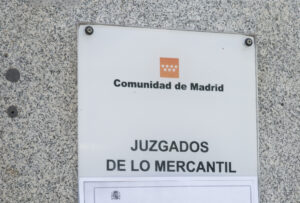 Comunidad de Madrid
JUZGADOS
DE LO MERCANTIL